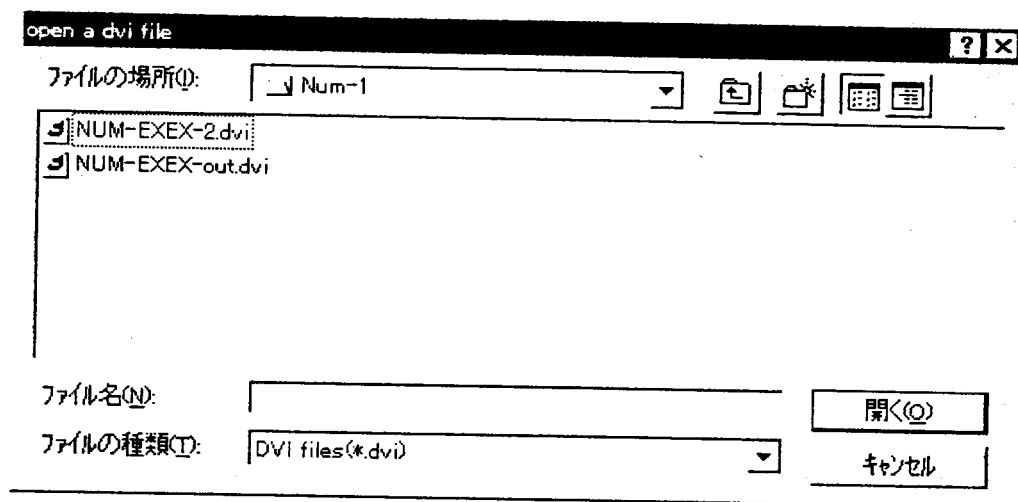 open a dvi file
ファイルの場所(I): Num-1
NUM-EXEX-2.dvi
NUM-EXEX-out.dvi
ファイル名(N): 開く(O)
ファイルの種類(T): DVI files(*.dvi) キャンセル